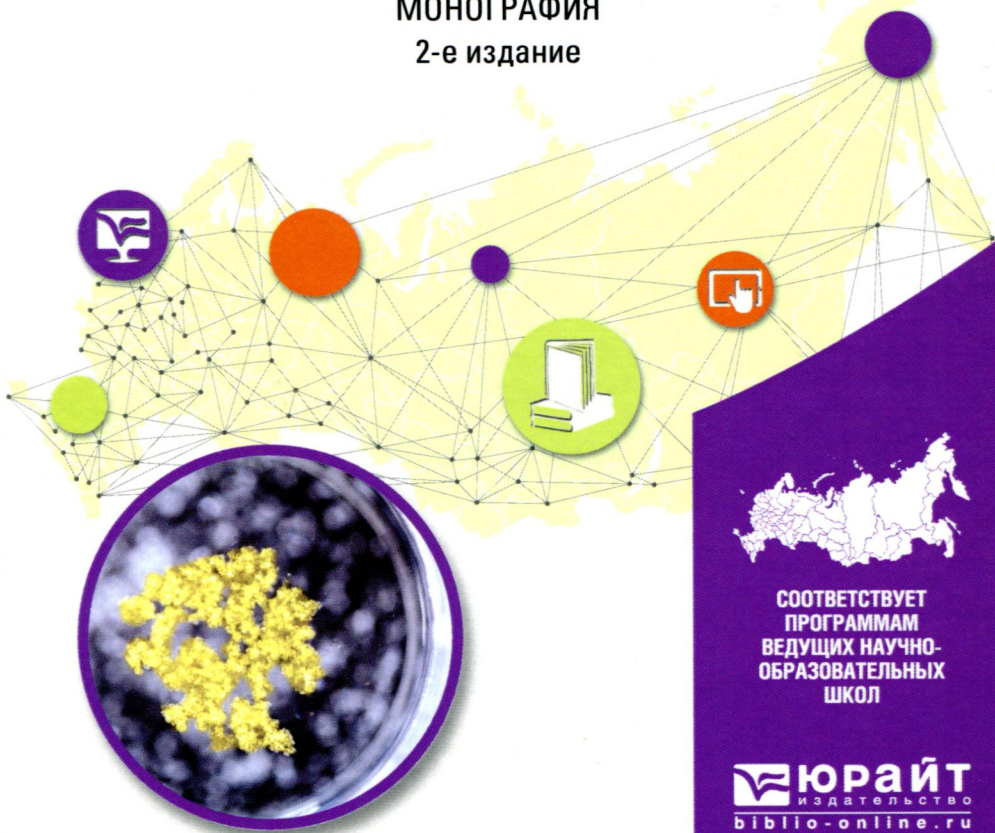 МОНОГРАФИЯ
2-е издание
СООТВЕТСТВУЕТ
ПРОГРАММАМ
ВЕДУЩИХ НАУЧНО-
ОБРАЗОВАТЕЛЬНЫХ
ШКОЛ
юрайт
издательство
biblio-online.ru